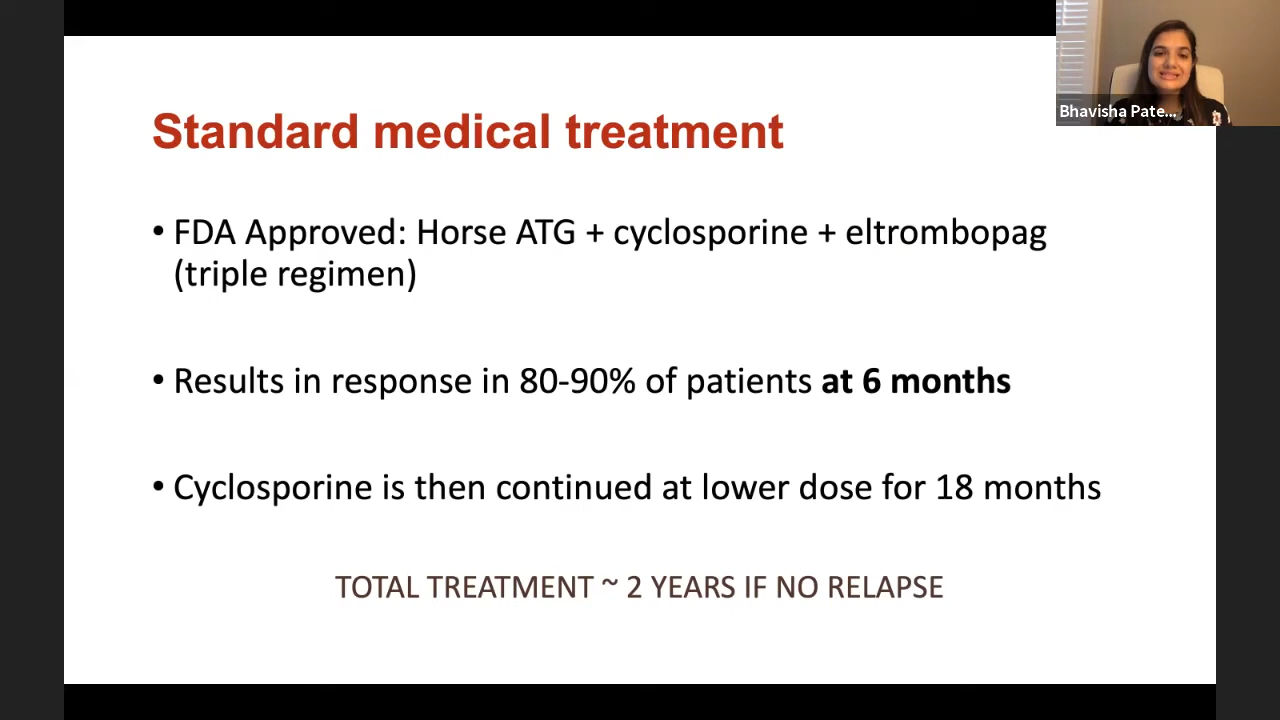 Bhavisha Pate...
Standard medical treatment
• FDA Approved: Horse ATG + cyclosporine + eltrombopag
(triple regimen)
• Results in response in 80-90% of patients at 6 months
• Cyclosporine is then continued at lower dose for 18 months
TOTAL TREATMENT ~ 2 YEARS IF NO RELAPSE